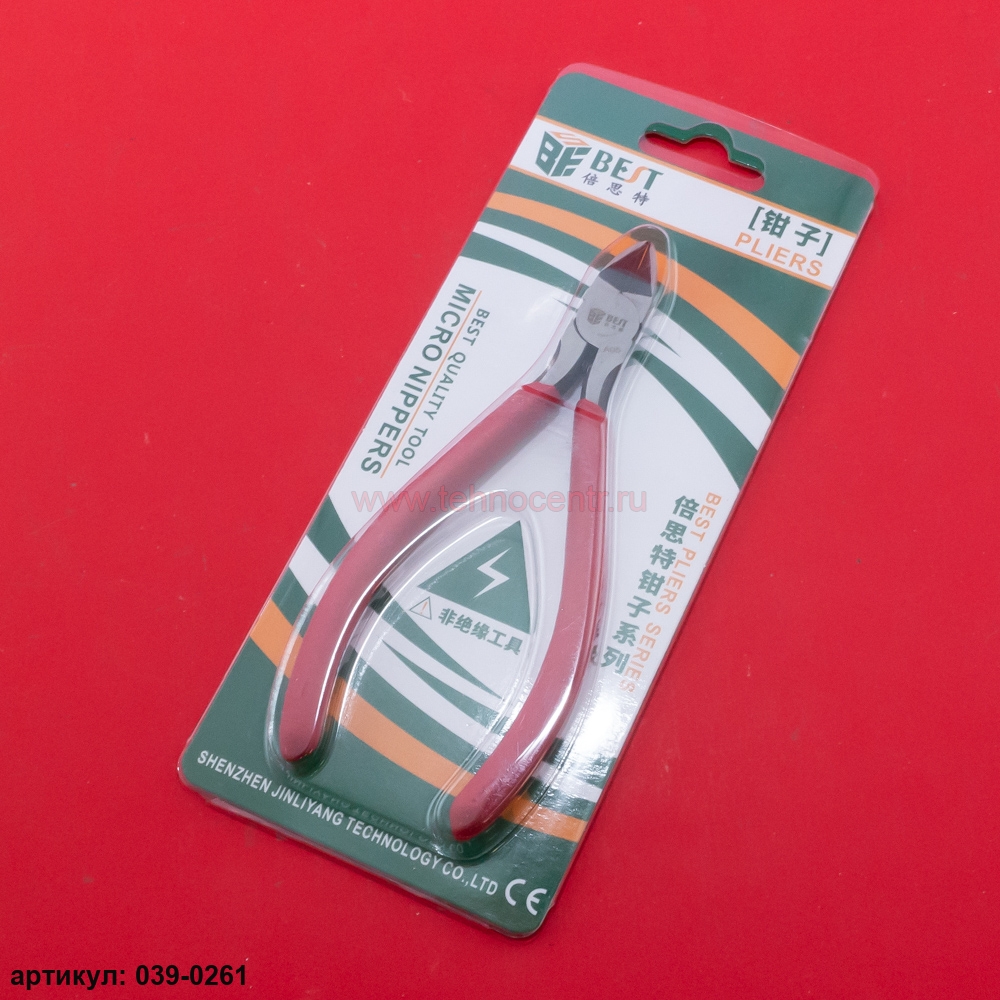 BEST
倍思特
[钳子]
PLIERS
BEST
BEST QUALITY TOOL
MICRO NIPPERS
www.tehnocentr.ru
BEST PLIERS SERIES
倍思特钳子系列
非绝缘工具
SHENZHEN JINLIYANG TECHNOLOGY CO.,LTD
CE
артикул: 039-0261